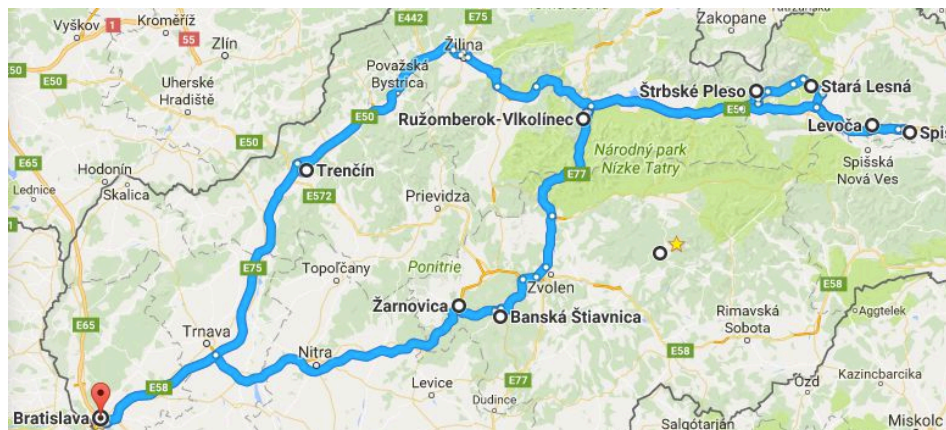 Vyškov
1
Kroměříž
55
Zlín
E442
E75
Zakopane
Žilina
E50
Uherské
Hradiště
Považská
Bystrica
Štrbské Pleso
Stará Lesná
E50
E50
Ružomberok-Vlkolínec
Levoča
Spiš
E50
E65
Hodonín
Trenčín
Národný park
Nízke Tatry
Spišská
Nová Ves
Lednice
Skalica
E572
Prievidza
E77
E75
Topoľčany
Ponitrie
Zvolen
E58
Aggtelek
E65
Žarnovica
Banská Štiavnica
Rimavská
Sobota
Trnava
Nitra
E58
E58
Levice
E77
Ózd
Kazincbarcika
Dudince
Bratislava
Salgótarján
Miskolc